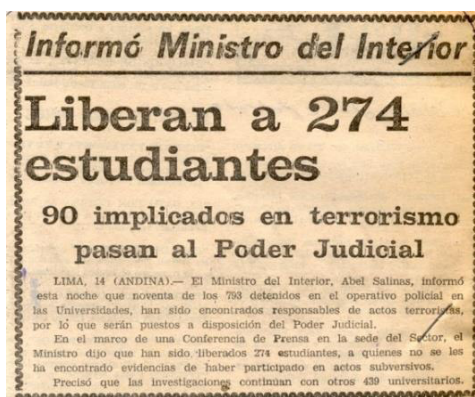 Informó Ministro del Interior
Liberan a 274
estudiantes
90 implicados en terrorismo
pasan al Poder Judicial
LIMA, 14 (ANDINA).— El Ministro del Interior, Abel Salinas, informó
esta noche que noventa de los 793 detenidos en el operativo policial en
las Universidades, han sido encontrados responsables de actos terroristas,
por lo que serán puestos a disposición del Poder Judicial.
En el marco de una Conferencia de Prensa en la sede del Sector, el
Ministro dijo que han sido liberados 274 estudiantes, a quienes no se les
ha encontrado evidencias de haber participado en actos subversivos.
Precisó que las investigaciones continúan con otros 439 universitarios.